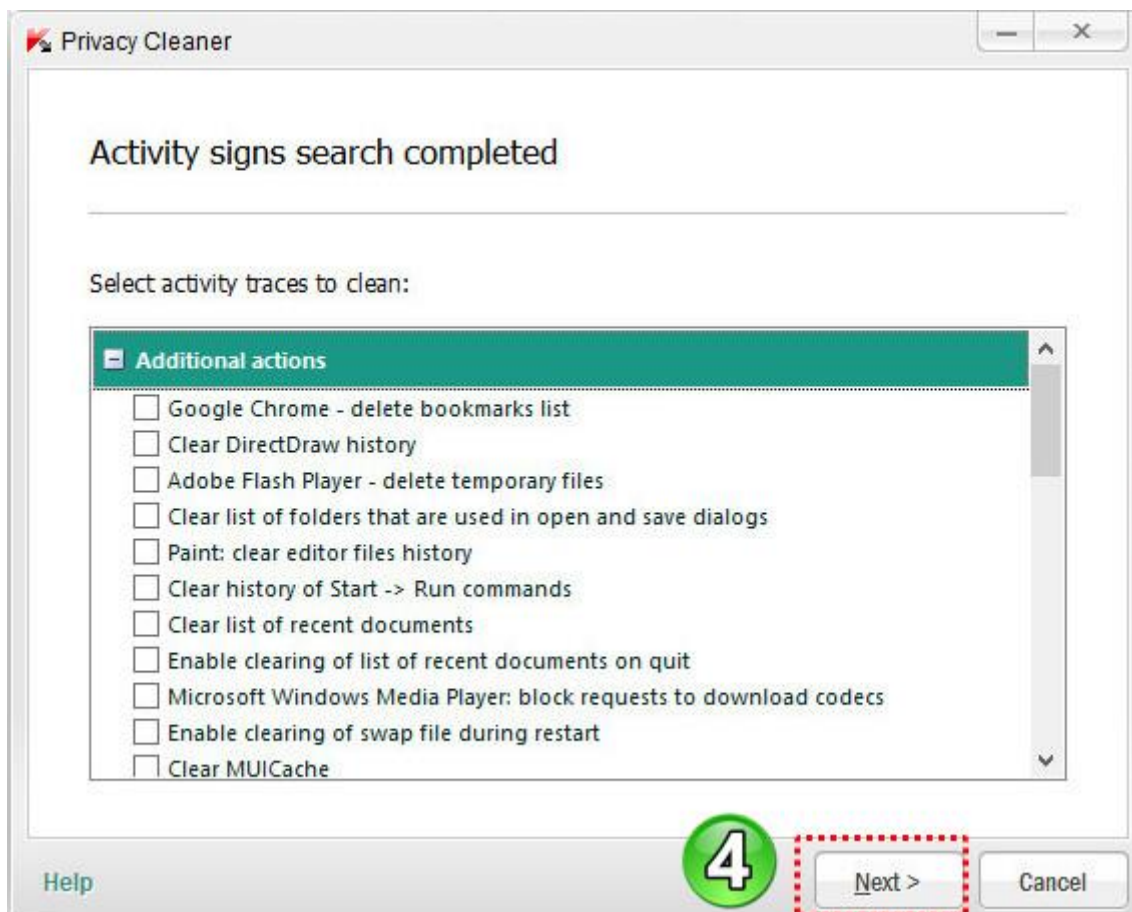 Privacy Cleaner
Activity signs search completed
Select activity traces to clean:
Additional actions
Google Chrome - delete bookmarks list
Clear DirectDraw history
Adobe Flash Player - delete temporary files
Clear list of folders that are used in open and save dialogs
Paint: clear editor files history
Clear history of Start -> Run commands
Clear list of recent documents
Enable clearing of list of recent documents on quit
Microsoft Windows Media Player: block requests to download codecs
Enable clearing of swap file during restart
Clear MUICache
Help
4
Next >
Cancel